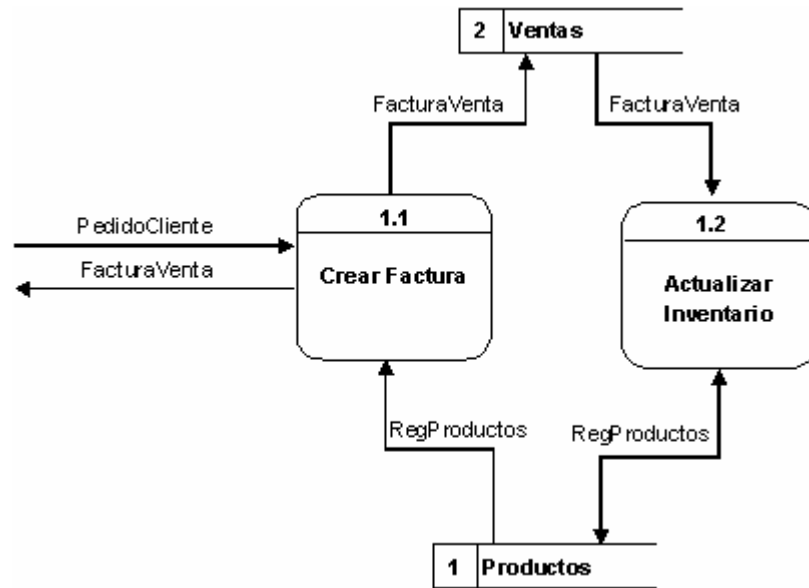 2 Ventas
FacturaVenta
FacturaVenta
PedidoCliente
FacturaVenta
1.1
Crear Factura
1.2
Actualizar
Inventario
RegProductos
RegProductos
1 Productos